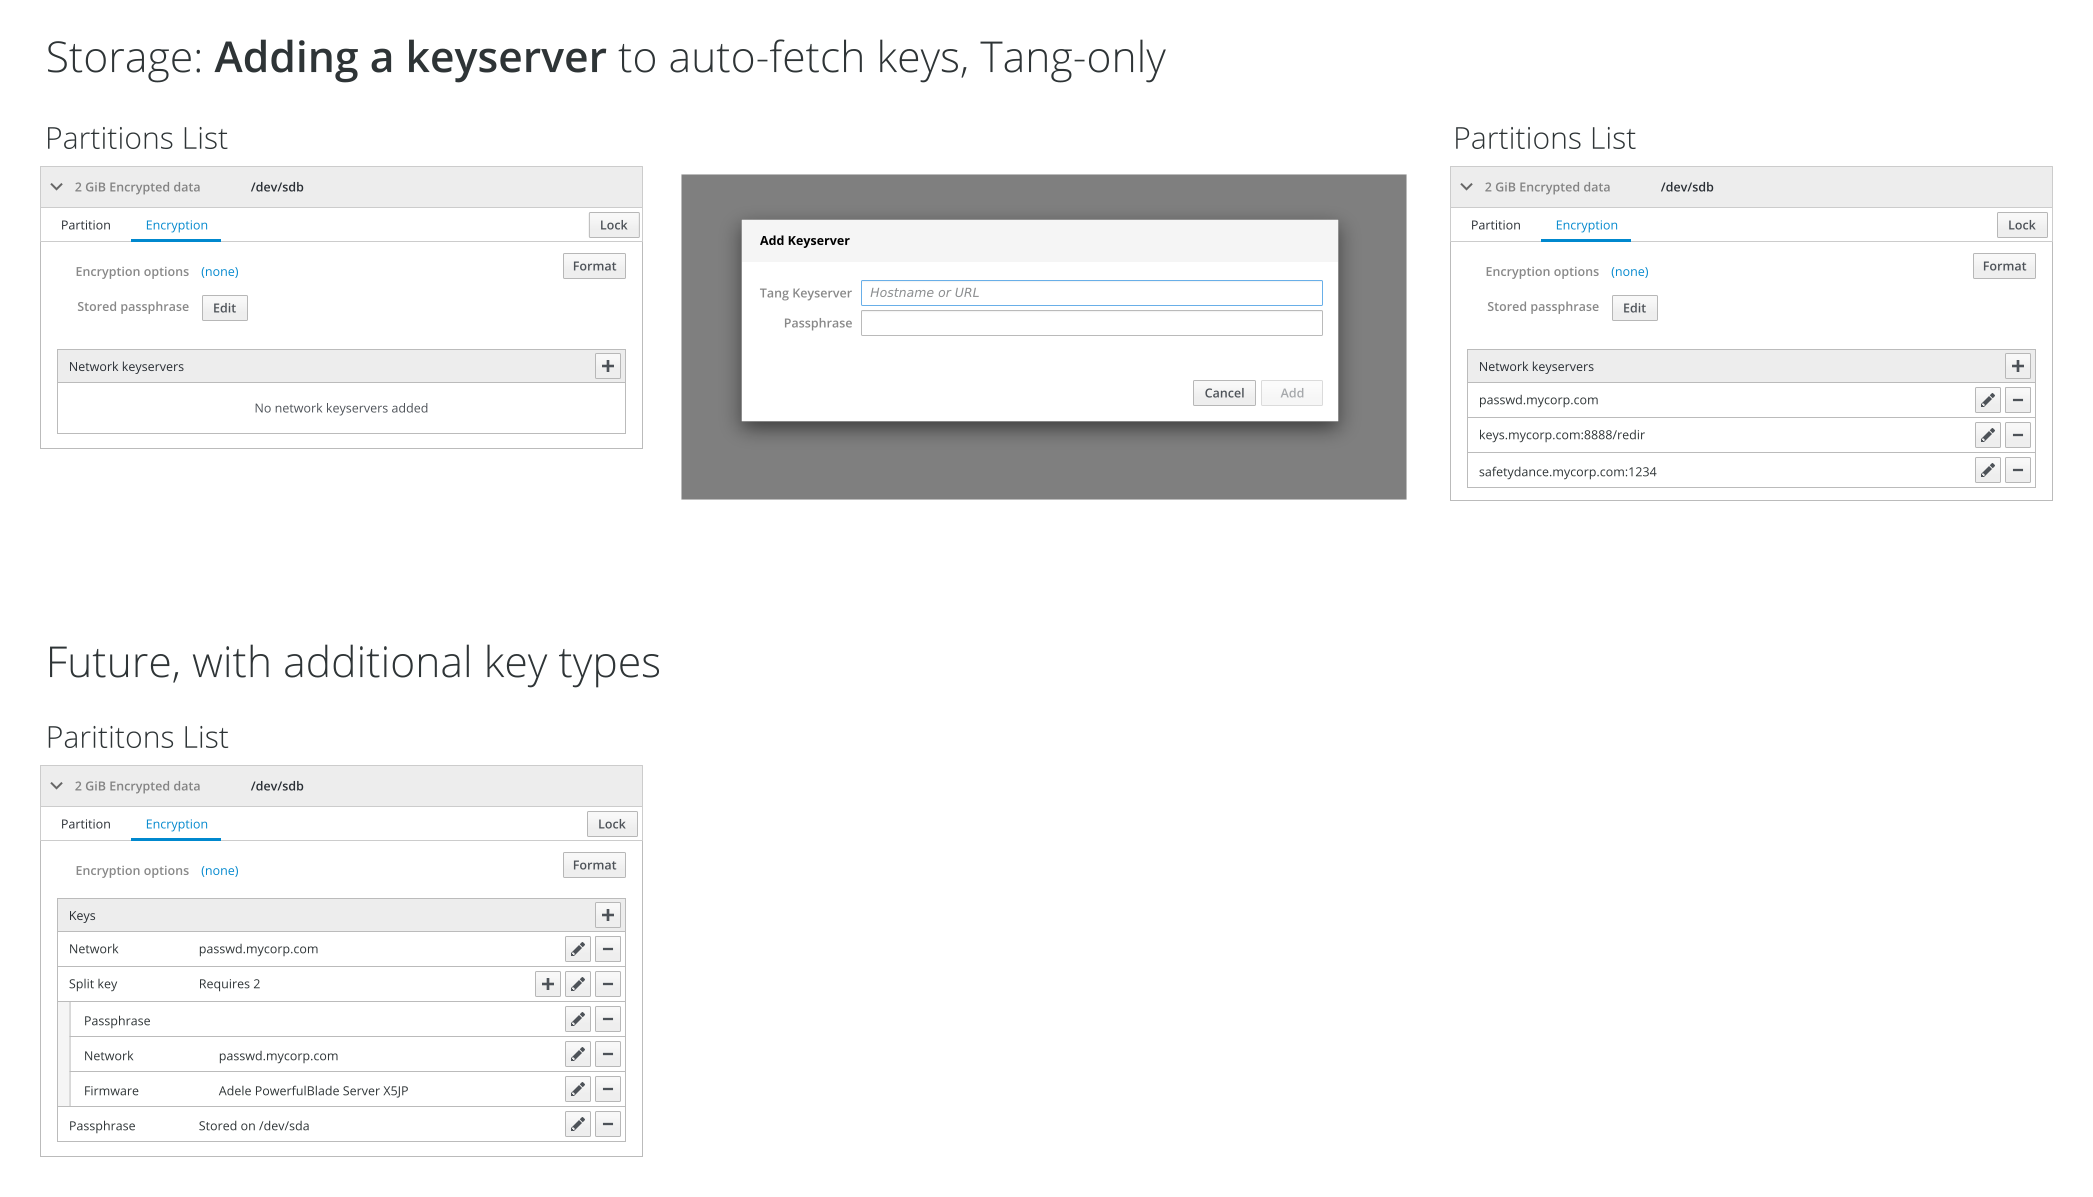 Storage: Adding a keyserver to auto-fetch keys, Tang-only
Partitions List
2 GiB Encrypted data /dev/sdb
Partition Encryption Lock
Encryption options (none) Format
Stored passphrase Edit
Network keyservers
No network keyservers added
Add Keyserver
Tang Keyserver Hostname or URL
Passphrase
Cancel Add
Partitions List
2 GiB Encrypted data /dev/sdb
Partition Encryption Lock
Encryption options (none) Format
Stored passphrase Edit
Network keyservers
passwd.mycorp.com
keys.mycorp.com:8888/redir
safetydance.mycorp.com:1234
Future, with additional key types
Parititons List
2 GiB Encrypted data /dev/sdb
Partition Encryption Lock
Encryption options (none) Format
Keys
Network passwd.mycorp.com
Split key Requires 2
Passphrase
Network passwd.mycorp.com
Firmware Adele PowerfulBlade Server X5JP
Passphrase Stored on /dev/sda